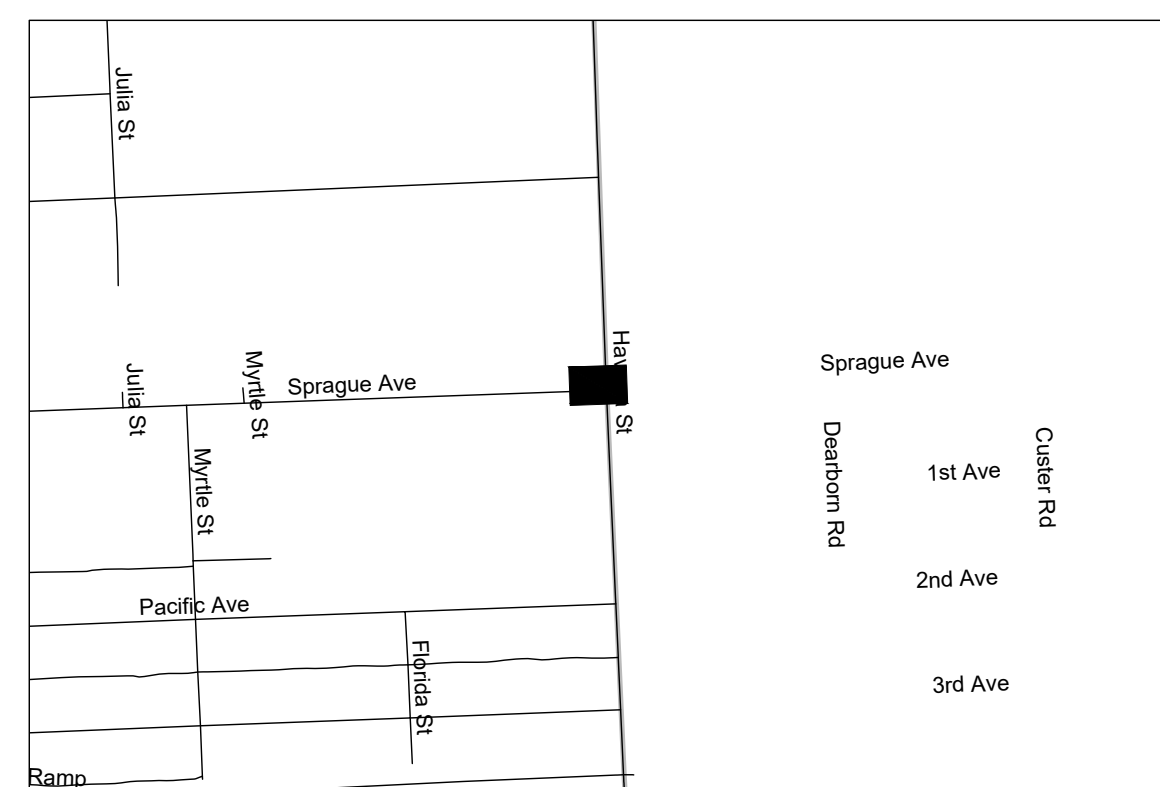 Julia St
Hav St
Sprague Ave
Julia St
Myrtle St
Sprague Ave
Dearborn Rd
Custer Rd
1st Ave
Myrtle St
2nd Ave
Pacific Ave
Florida St
3rd Ave
Ramp